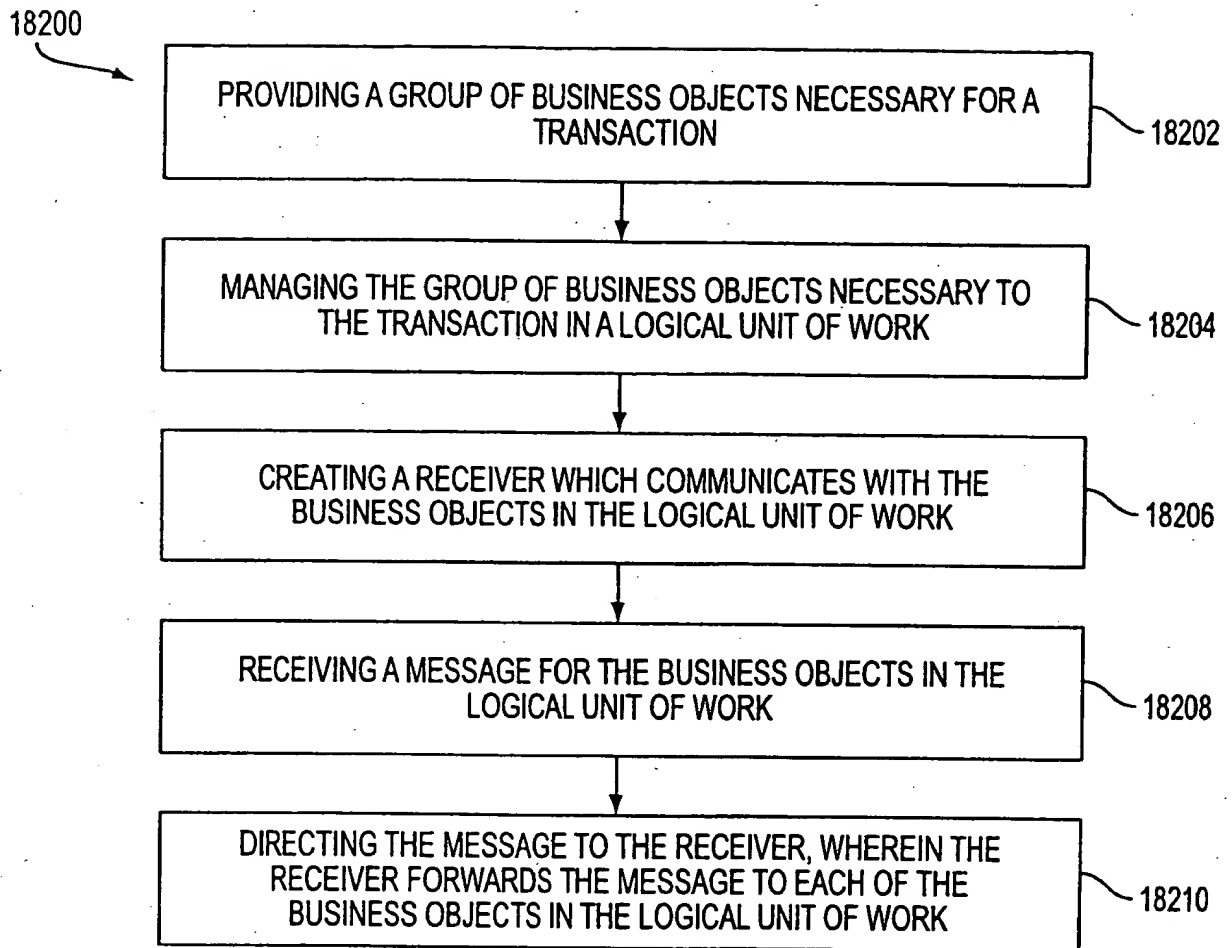 18200
PROVIDING A GROUP OF BUSINESS OBJECTS NECESSARY FOR A
TRANSACTION
18202
MANAGING THE GROUP OF BUSINESS OBJECTS NECESSARY TO
THE TRANSACTION IN A LOGICAL UNIT OF WORK
18204
CREATING A RECEIVER WHICH COMMUNICATES WITH THE
BUSINESS OBJECTS IN THE LOGICAL UNIT OF WORK
18206
RECEIVING A MESSAGE FOR THE BUSINESS OBJECTS IN THE
LOGICAL UNIT OF WORK
18208
DIRECTING THE MESSAGE TO THE RECEIVER, WHEREIN THE
RECEIVER FORWARDS THE MESSAGE TO EACH OF THE
BUSINESS OBJECTS IN THE LOGICAL UNIT OF WORK
18210